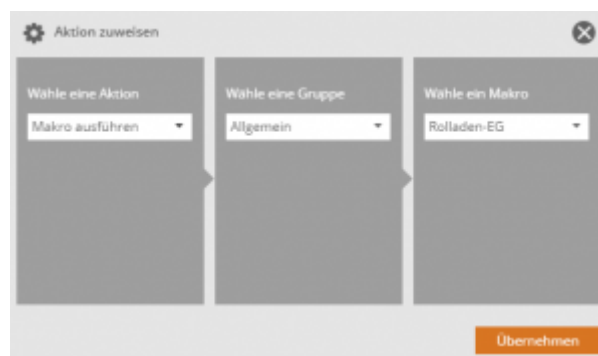 Aktion zuweisen
Wähle eine Aktion
Makro ausführen
Wähle eine Gruppe
Allgemein
Wähle ein Makro
Rolladen-EG
Übernehmen